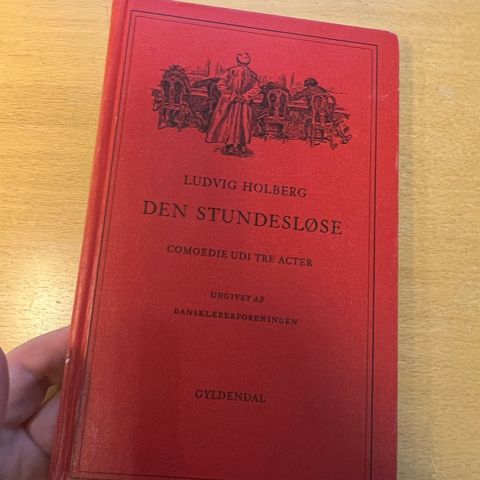 LUDVIG HOLBERG
DEN STUNDESLØSE
COMOEDIE UDI TRE ACTER
UDGIVET AF
DANSKLÆRERFORENINGEN
GYLDENDAL